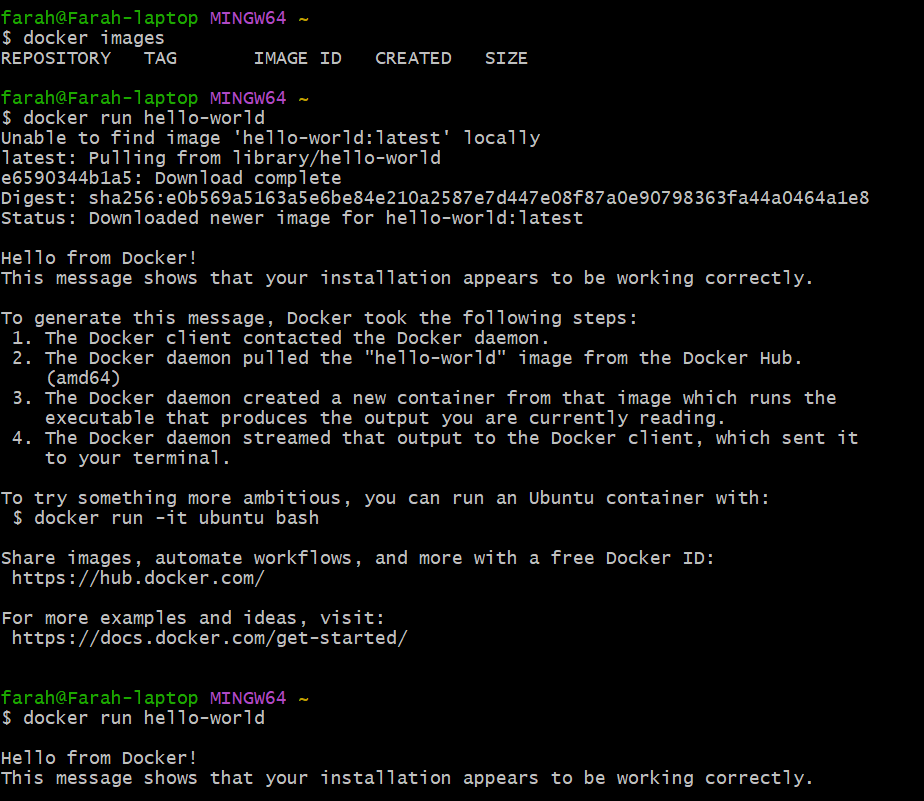 farah@Farah-laptop MINGW64 ~
$ docker images
REPOSITORY   TAG       IMAGE ID   CREATED   SIZE
farah@Farah-laptop MINGW64 ~
$ docker run hello-world
Unable to find image 'hello-world:latest' locally
latest: Pulling from library/hello-world
e6590344b1a5: Download complete
Digest: sha256:e0b569a5163a5e6be84e210a2587e7d447e08f87a0e90798363fa44a0464a1e8
Status: Downloaded newer image for hello-world:latest
Hello from Docker!
This message shows that your installation appears to be working correctly.
To generate this message, Docker took the following steps:
 1. The Docker client contacted the Docker daemon.
 2. The Docker daemon pulled the "hello-world" image from the Docker Hub.
    (amd64)
 3. The Docker daemon created a new container from that image which runs the
    executable that produces the output you are currently reading.
 4. The Docker daemon streamed that output to the Docker client, which sent it
    to your terminal.
To try something more ambitious, you can run an Ubuntu container with:
 $ docker run -it ubuntu bash
Share images, automate workflows, and more with a free Docker ID:
 https://hub.docker.com/
For more examples and ideas, visit:
 https://docs.docker.com/get-started/
farah@Farah-laptop MINGW64 ~
$ docker run hello-world
Hello from Docker!
This message shows that your installation appears to be working correctly.